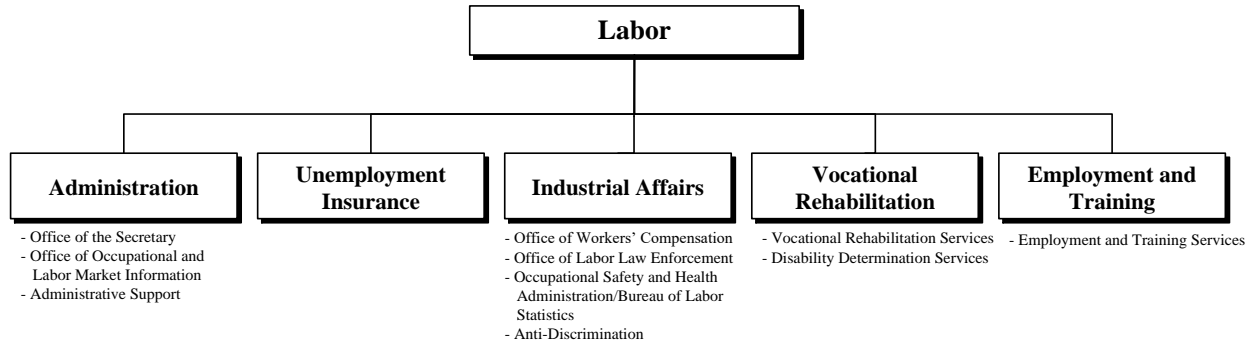 Labor
Administration
- Office of the Secretary
- Office of Occupational and
Labor Market Information
- Administrative Support
Unemployment
Insurance
Industrial Affairs
- Office of Workers’ Compensation
- Office of Labor Law Enforcement
- Occupational Safety and Health
Administration/Bureau of Labor
Statistics
- Anti-Discrimination
Vocational
Rehabilitation
- Vocational Rehabilitation Services
- Disability Determination Services
Employment and
Training
- Employment and Training Services